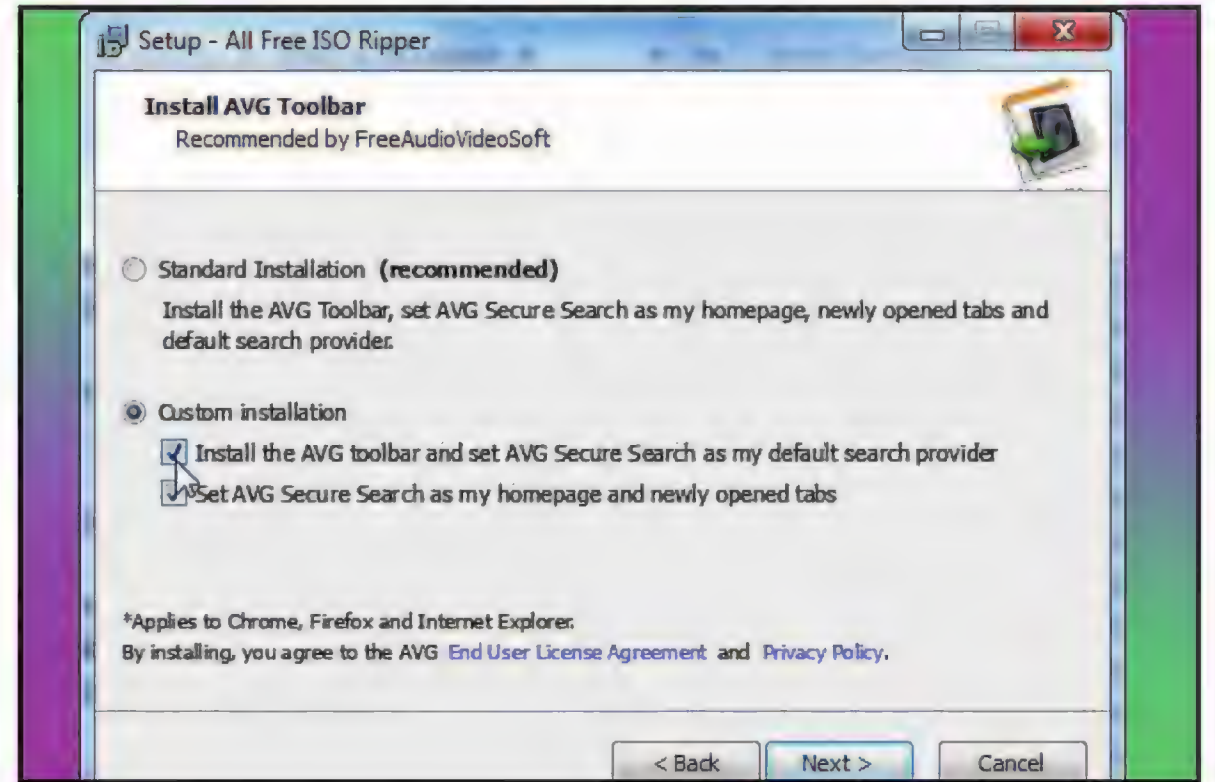 Setup - All Free ISO Ripper
Install AVG Toolbar
Recommended by FreeAudioVideoSoft
Standard Installation (recommended)
Install the AVG Toolbar, set AVG Secure Search as my homepage, newly opened tabs and
default search provider.
Custom installation
Install the AVG toolbar and set AVG Secure Search as my default search provider
Set AVG Secure Search as my homepage and newly opened tabs
*Applies to Chrome, Firefox and Internet Explorer.
By installing, you agree to the AVG End User License Agreement and Privacy Policy.
< Back Next > Cancel